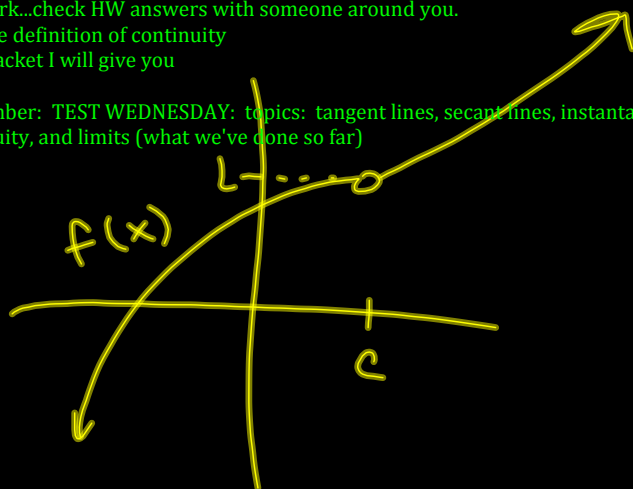 rk...check HW answers with someone around you.
e definition of continuity
acket I will give you
nber: TEST WEDNESDAY: topics: tangent lines, secant lines, instanta
uity, and limits (what we've done so far)
L
f(x)
c